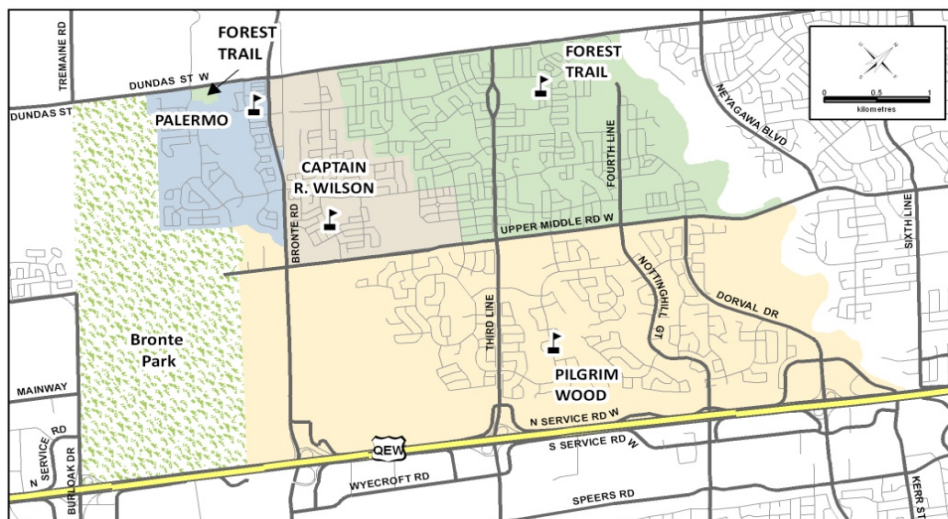 TREMAINE RD
FOREST
TRAIL
DUNDAS ST W
DUNDAS ST
PALERMO
FOREST
TRAIL
NEYAGAWA BLVD
0
0.5
1
kilometres
CAPTAIN
R. WILSON
BRONTE RD
FOURTH LINE
UPPER MIDDLE RD W
SIXTH LINE
THIRD LINE
NOTTINGHILL GT
DORVAL DR
Bronte
Park
PILGRIM
WOOD
MAINWAY
N SERVICE RD
BURLOAK DR
N SERVICE RD W
S SERVICE RD W
QEW
WYECROFT RD
SPEERS RD
KERR ST